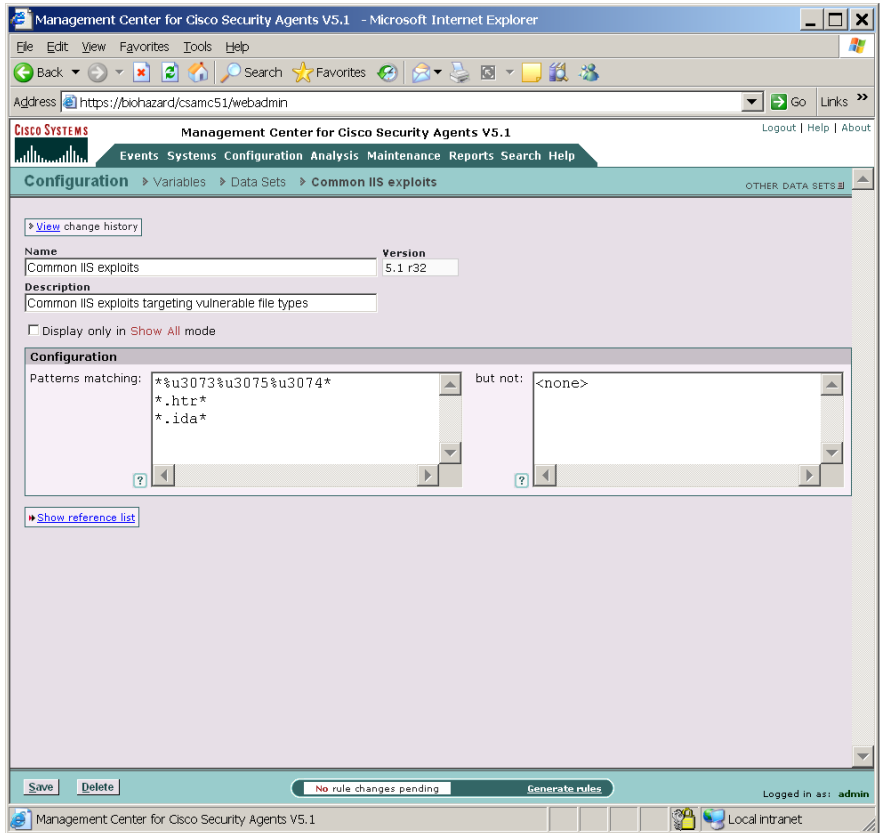 Management Center for Cisco Security Agents V5.1 - Microsoft Internet Explorer
File Edit View Favorites Tools Help
Back Search Favorites
Address https://biohazard/csamc51/webadmin Go Links »
CISCO SYSTEMS Management Center for Cisco Security Agents V5.1 Logout | Help | About
Events Systems Configuration Analysis Maintenance Reports Search Help
Configuration Variables Data Sets Common IIS exploits OTHER DATA SETS
View change history
Name Version
Common IIS exploits 5.1 r32
Description
Common IIS exploits targeting vulnerable file types
Display only in Show All mode
Configuration
Patterns matching: *%u3073%u3075%u3074* but not: <none>
*.htr*
*.ida*
? ?
Show reference list
Save Delete No rule changes pending Generate rules Logged in as: admin
Management Center for Cisco Security Agents V5.1 Local intranet